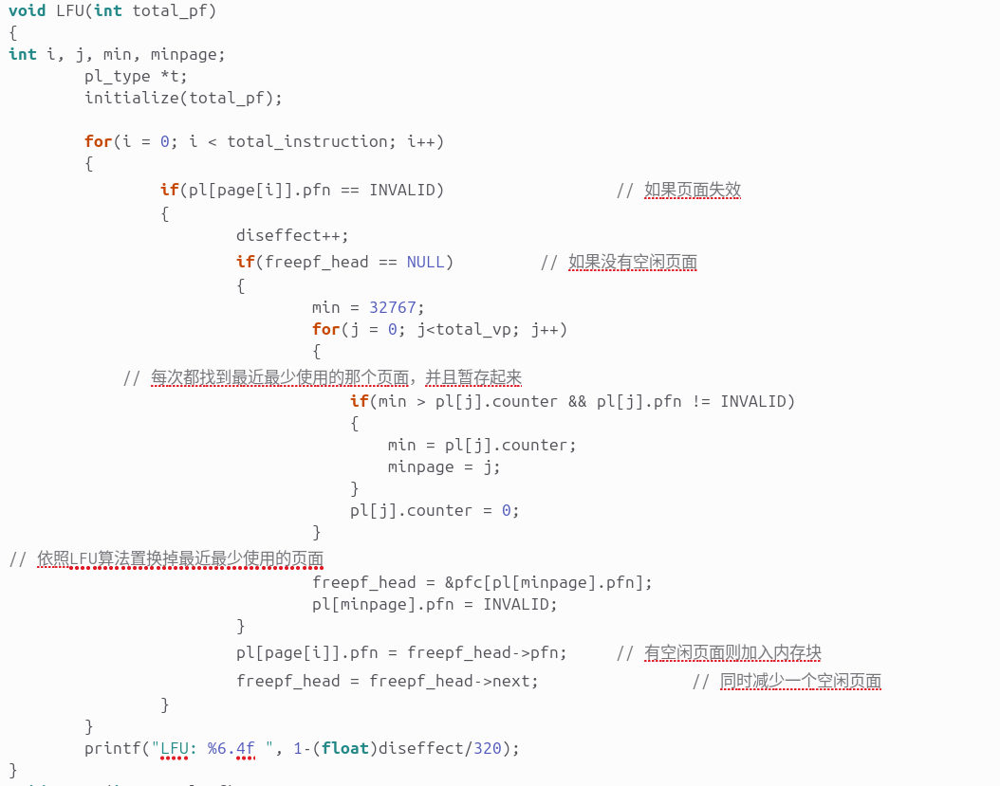 void LFU(int total_pf)
{
int i, j, min, minpage;
        pl_type *t;
        initialize(total_pf);

        for(i = 0; i < total_instruction; i++)
        {
                if(pl[page[i]].pfn == INVALID)                  // 如果页面失效
                {
                        diseffect++;
                        if(freepf_head == NULL)         // 如果没有空闲页面
                        {
                                min = 32767;
                                for(j = 0; j<total_vp; j++)
                                {
            // 每次都找到最近最少使用的那个页面，并且暂存起来
                                    if(min > pl[j].counter && pl[j].pfn != INVALID)
                                    {
                                        min = pl[j].counter;
                                        minpage = j;
                                    }
                                    pl[j].counter = 0;
                                }
// 依照LFU算法置换掉最近最少使用的页面
                                freepf_head = &pfc[pl[minpage].pfn];
                                pl[minpage].pfn = INVALID;
                        }
                        pl[page[i]].pfn = freepf_head->pfn;     // 有空闲页面则加入内存块
                        freepf_head = freepf_head->next;                // 同时减少一个空闲页面
                }
        }
        printf("LFU: %6.4f ", 1-(float)diseffect/320);
}